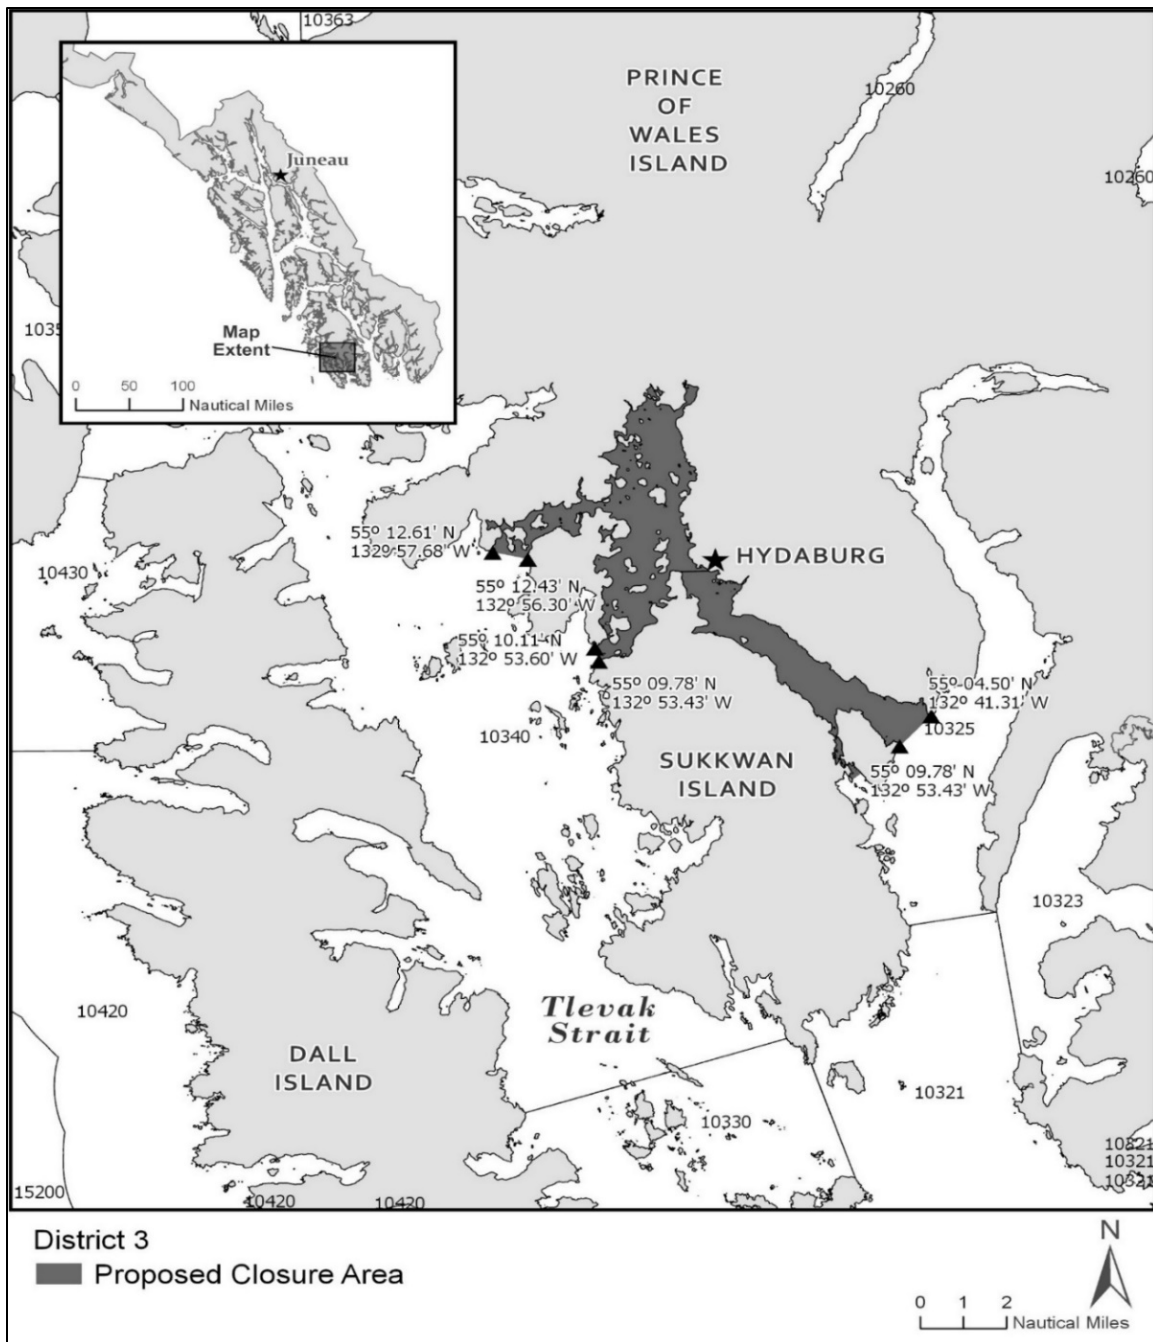 10363
PRINCE
OF
WALES
ISLAND
10260
10260
Juneau
Map
Extent
0 50 100
Nautical Miles
55º 12.61' N
132º 57.68' W
HYDABURG
10430
55º 12.43' N
132º 56.30' W
55º 10.11' N
132º 53.60' W
55º 09.78' N
132º 53.43' W
55º 04.50' N
132º 41.31' W
10325
10340
SUKKWAN
ISLAND
55º 09.78' N
132º 53.43' W
10323
10420
Tlevak
Strait
DALL
ISLAND
10321
10330
10321
10321
10321
15200
10420
10420
District 3
Proposed Closure Area
N
0 1 2
Nautical Miles